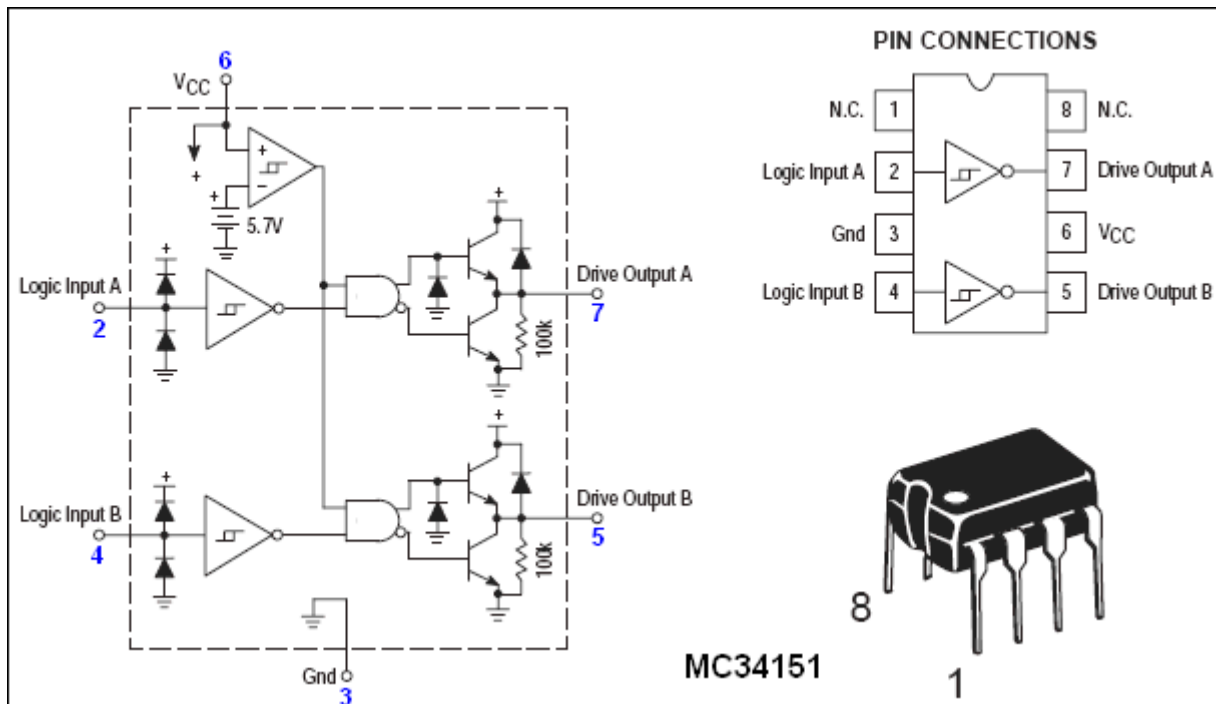 6
VCC
+
+
−
+
5.7V
+
Logic Input A
2
+
Drive Output A
7
100k
+
Logic Input B
4
+
Drive Output B
5
100k
Gnd
3
PIN CONNECTIONS
N.C. 1 8 N.C.
Logic Input A 2 7 Drive Output A
Gnd 3 6 VCC
Logic Input B 4 5 Drive Output B
8
1
MC34151